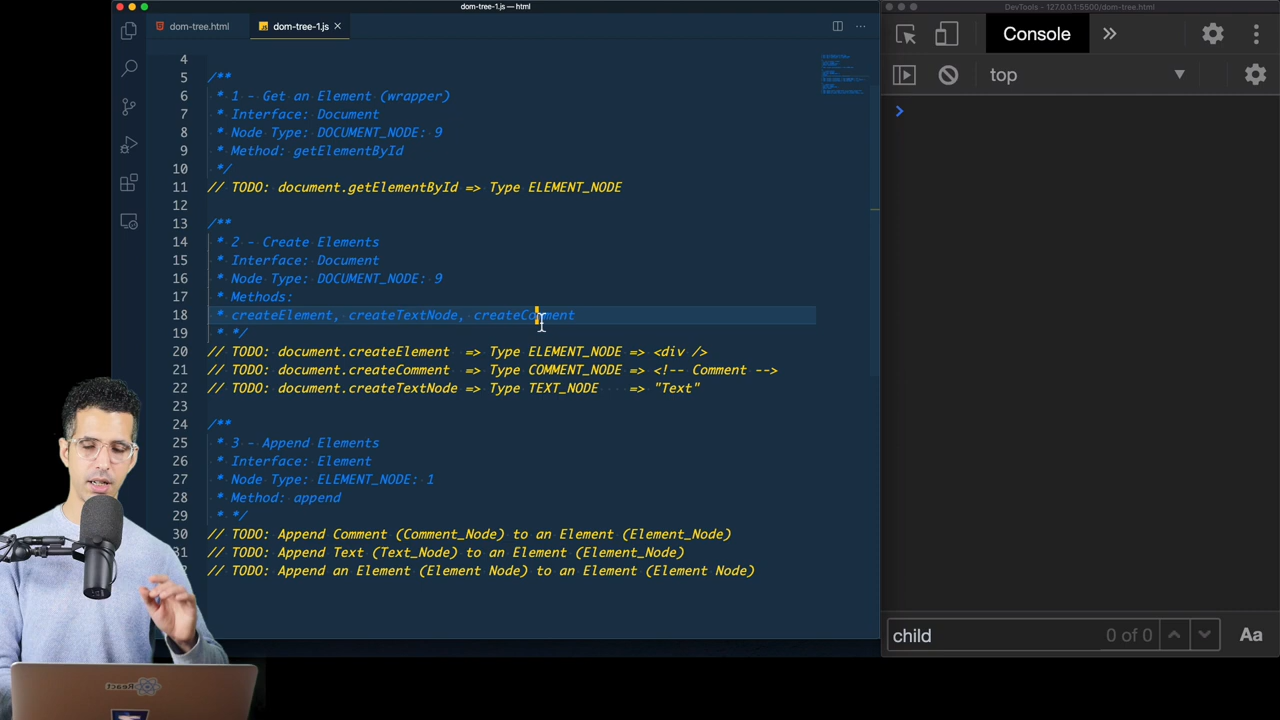 dom-tree-1.js — html
DevTools - 127.0.0.1:5500/dom-tree.html
dom-tree.html
dom-tree-1.js
Console
top
4
5 /**
6 * 1 - Get an Element (wrapper)
7 * Interface: Document
8 * Node Type: DOCUMENT_NODE: 9
9 * Method: getElementById
10 */
11 // TODO: document.getElementById => Type ELEMENT_NODE
12
13 /**
14 * 2 - Create Elements
15 * Interface: Document
16 * Node Type: DOCUMENT_NODE: 9
17 * Methods:
18 * createElement, createTextNode, createComment
19 * */
20 // TODO: document.createElement => Type ELEMENT_NODE => <div />
21 // TODO: document.createComment => Type COMMENT_NODE => <!-- Comment -->
22 // TODO: document.createTextNode => Type TEXT_NODE => "Text"
23
24 /**
25 * 3 - Append Elements
26 * Interface: Element
27 * Node Type: ELEMENT_NODE: 1
28 * Method: append
29 * */
30 // TODO: Append Comment (Comment_Node) to an Element (Element_Node)
31 // TODO: Append Text (Text_Node) to an Element (Element_Node)
// TODO: Append an Element (Element Node) to an Element (Element Node)
child
0 of 0
Aa
React